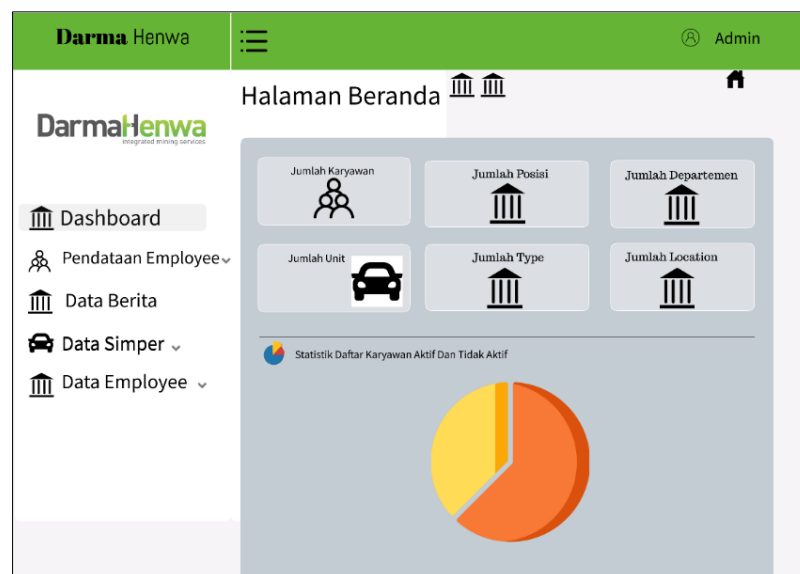 Darma Henwa
Admin
Halaman Beranda
DarmaHenwa
integrated mining services
Dashboard
Pendataan Employee
Data Berita
Data Simper
Data Employee
Jumlah Karyawan
Jumlah Posisi
Jumlah Departemen
Jumlah Unit
Jumlah Type
Jumlah Location
Statistik Daftar Karyawan Aktif Dan Tidak Aktif